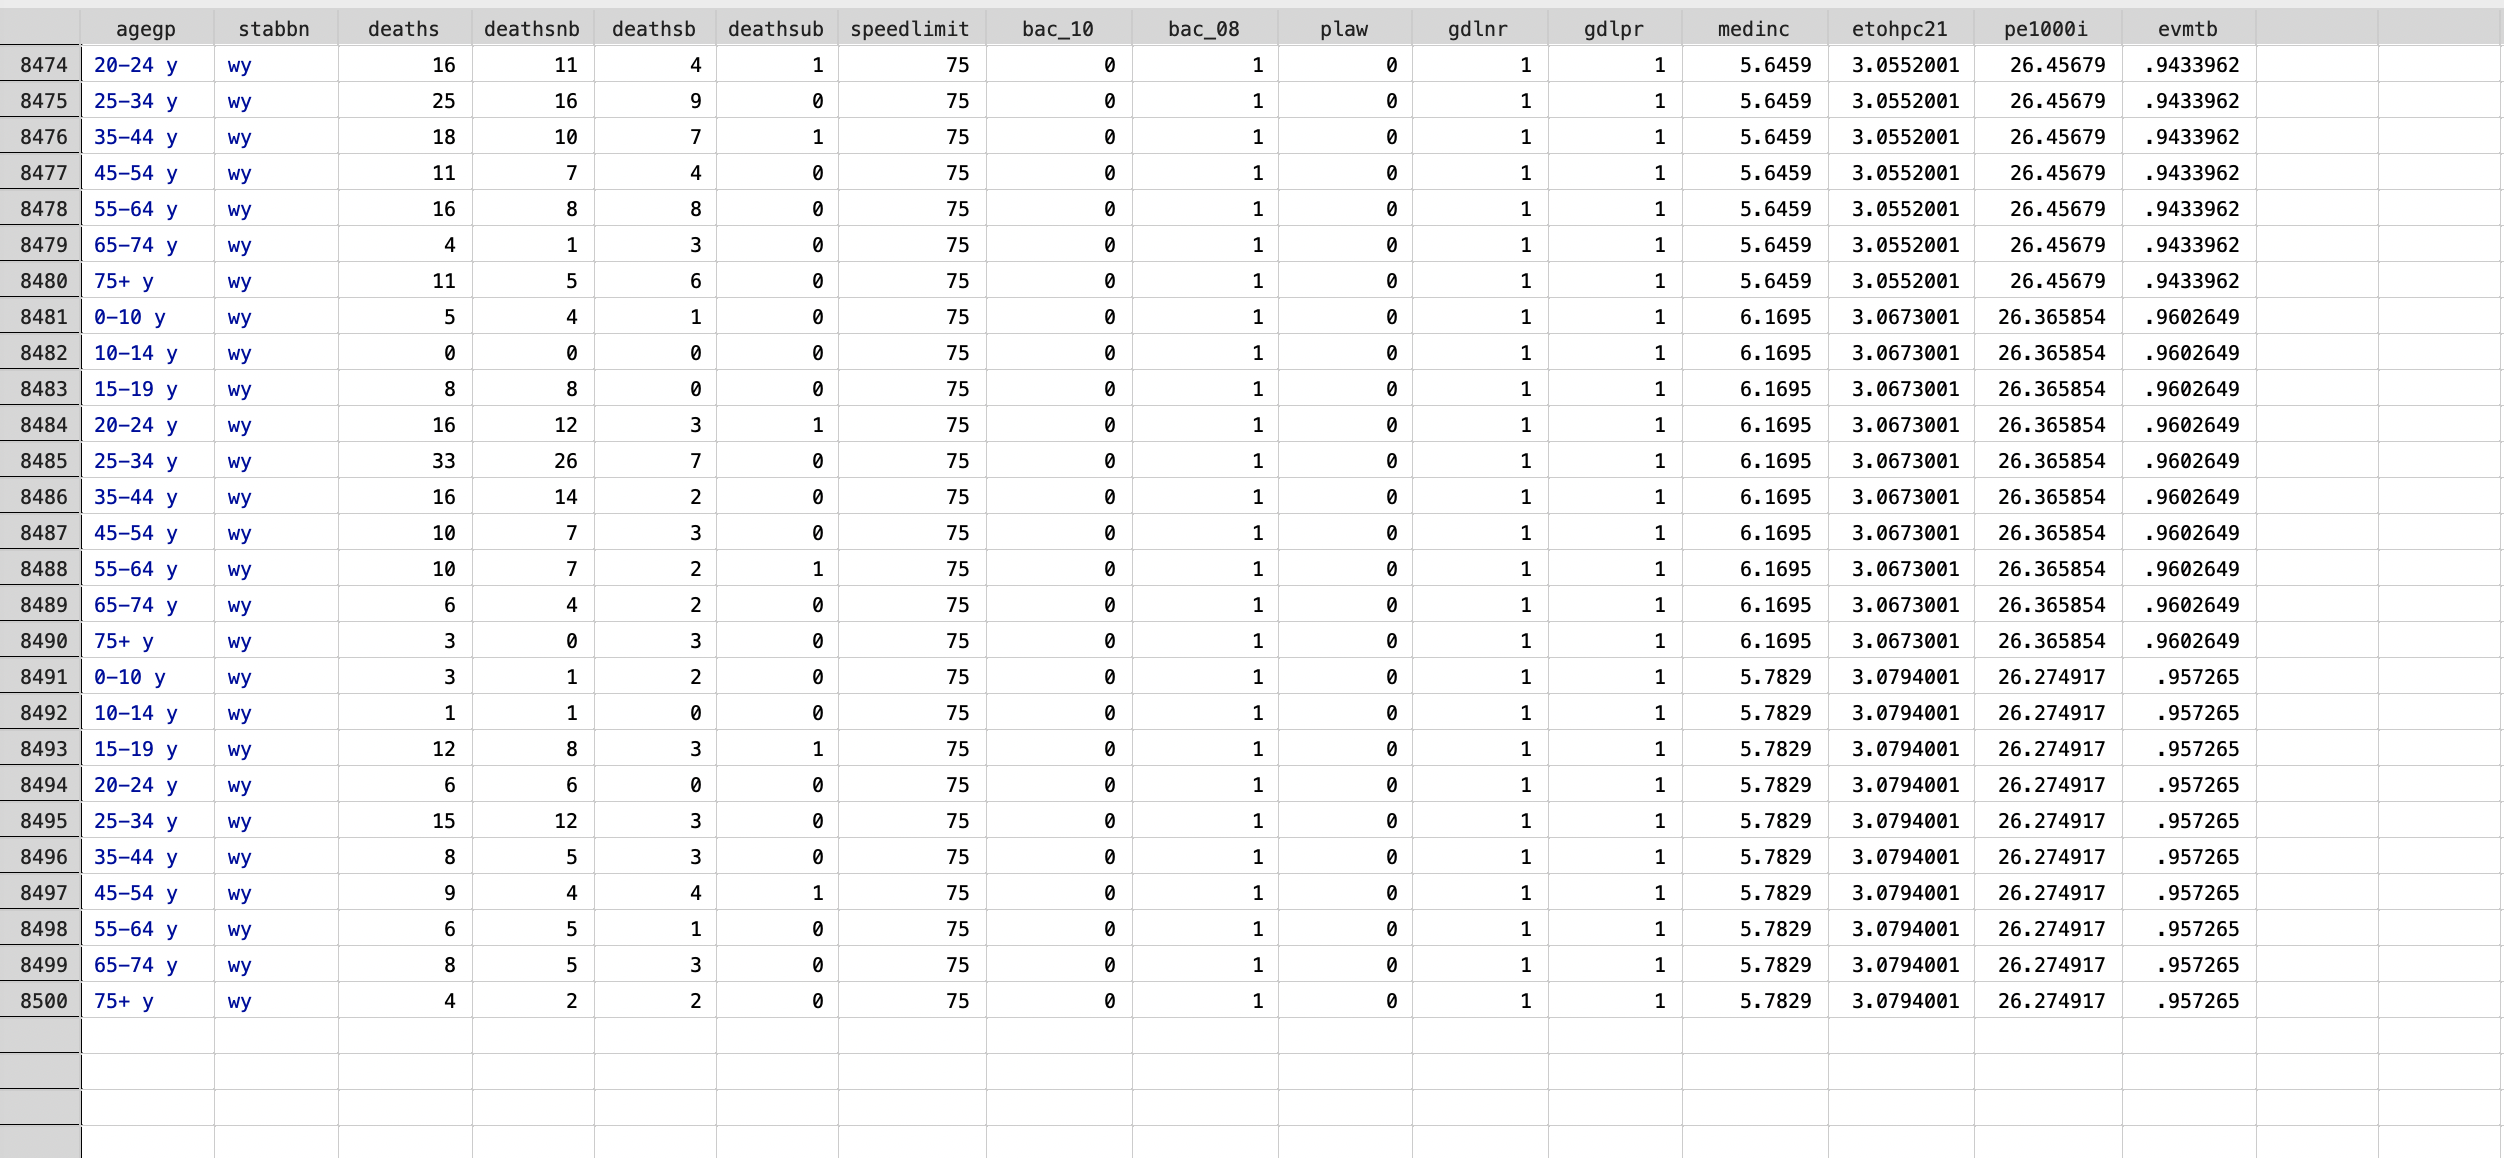 agegp stabbn deaths deathsnb deathsb deathsub speedlimit bac_10 bac_08 plaw gdlnr gdlpr medinc etohpc21 pe1000i evmtb
8474 20-24 y wy 16 11 4 1 75 0 1 0 1 1 5.6459 3.0552001 26.45679 .9433962
8475 25-34 y wy 25 16 9 0 75 0 1 0 1 1 5.6459 3.0552001 26.45679 .9433962
8476 35-44 y wy 18 10 7 1 75 0 1 0 1 1 5.6459 3.0552001 26.45679 .9433962
8477 45-54 y wy 11 7 4 0 75 0 1 0 1 1 5.6459 3.0552001 26.45679 .9433962
8478 55-64 y wy 16 8 8 0 75 0 1 0 1 1 5.6459 3.0552001 26.45679 .9433962
8479 65-74 y wy 4 1 3 0 75 0 1 0 1 1 5.6459 3.0552001 26.45679 .9433962
8480 75+ y wy 11 5 6 0 75 0 1 0 1 1 5.6459 3.0552001 26.45679 .9433962
8481 0-10 y wy 5 4 1 0 75 0 1 0 1 1 6.1695 3.0673001 26.365854 .9602649
8482 10-14 y wy 0 0 0 0 75 0 1 0 1 1 6.1695 3.0673001 26.365854 .9602649
8483 15-19 y wy 8 8 0 0 75 0 1 0 1 1 6.1695 3.0673001 26.365854 .9602649
8484 20-24 y wy 16 12 3 1 75 0 1 0 1 1 6.1695 3.0673001 26.365854 .9602649
8485 25-34 y wy 33 26 7 0 75 0 1 0 1 1 6.1695 3.0673001 26.365854 .9602649
8486 35-44 y wy 16 14 2 0 75 0 1 0 1 1 6.1695 3.0673001 26.365854 .9602649
8487 45-54 y wy 10 7 3 0 75 0 1 0 1 1 6.1695 3.0673001 26.365854 .9602649
8488 55-64 y wy 10 7 2 1 75 0 1 0 1 1 6.1695 3.0673001 26.365854 .9602649
8489 65-74 y wy 6 4 2 0 75 0 1 0 1 1 6.1695 3.0673001 26.365854 .9602649
8490 75+ y wy 3 0 3 0 75 0 1 0 1 1 6.1695 3.0673001 26.365854 .9602649
8491 0-10 y wy 3 1 2 0 75 0 1 0 1 1 5.7829 3.0794001 26.274917 .957265
8492 10-14 y wy 1 1 0 0 75 0 1 0 1 1 5.7829 3.0794001 26.274917 .957265
8493 15-19 y wy 12 8 3 1 75 0 1 0 1 1 5.7829 3.0794001 26.274917 .957265
8494 20-24 y wy 6 6 0 0 75 0 1 0 1 1 5.7829 3.0794001 26.274917 .957265
8495 25-34 y wy 15 12 3 0 75 0 1 0 1 1 5.7829 3.0794001 26.274917 .957265
8496 35-44 y wy 8 5 3 0 75 0 1 0 1 1 5.7829 3.0794001 26.274917 .957265
8497 45-54 y wy 9 4 4 1 75 0 1 0 1 1 5.7829 3.0794001 26.274917 .957265
8498 55-64 y wy 6 5 1 0 75 0 1 0 1 1 5.7829 3.0794001 26.274917 .957265
8499 65-74 y wy 8 5 3 0 75 0 1 0 1 1 5.7829 3.0794001 26.274917 .957265
8500 75+ y wy 4 2 2 0 75 0 1 0 1 1 5.7829 3.0794001 26.274917 .957265